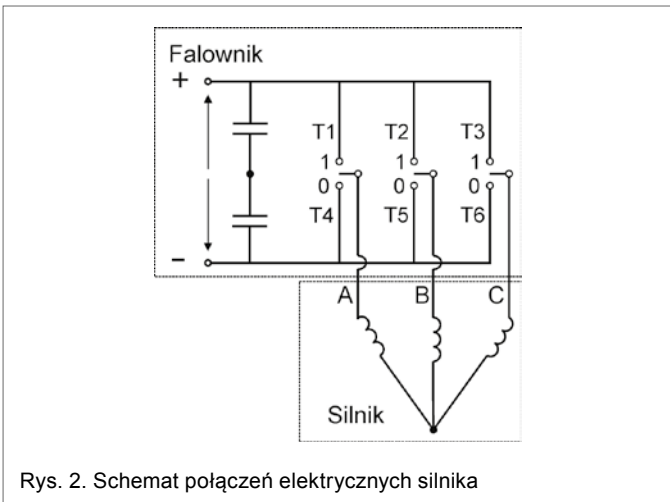 Falownik
+
T1 T2 T3
1 1 1
0 0 0
T4 T5 T6
-
A B C
Silnik
Rys. 2. Schemat połączeń elektrycznych silnika